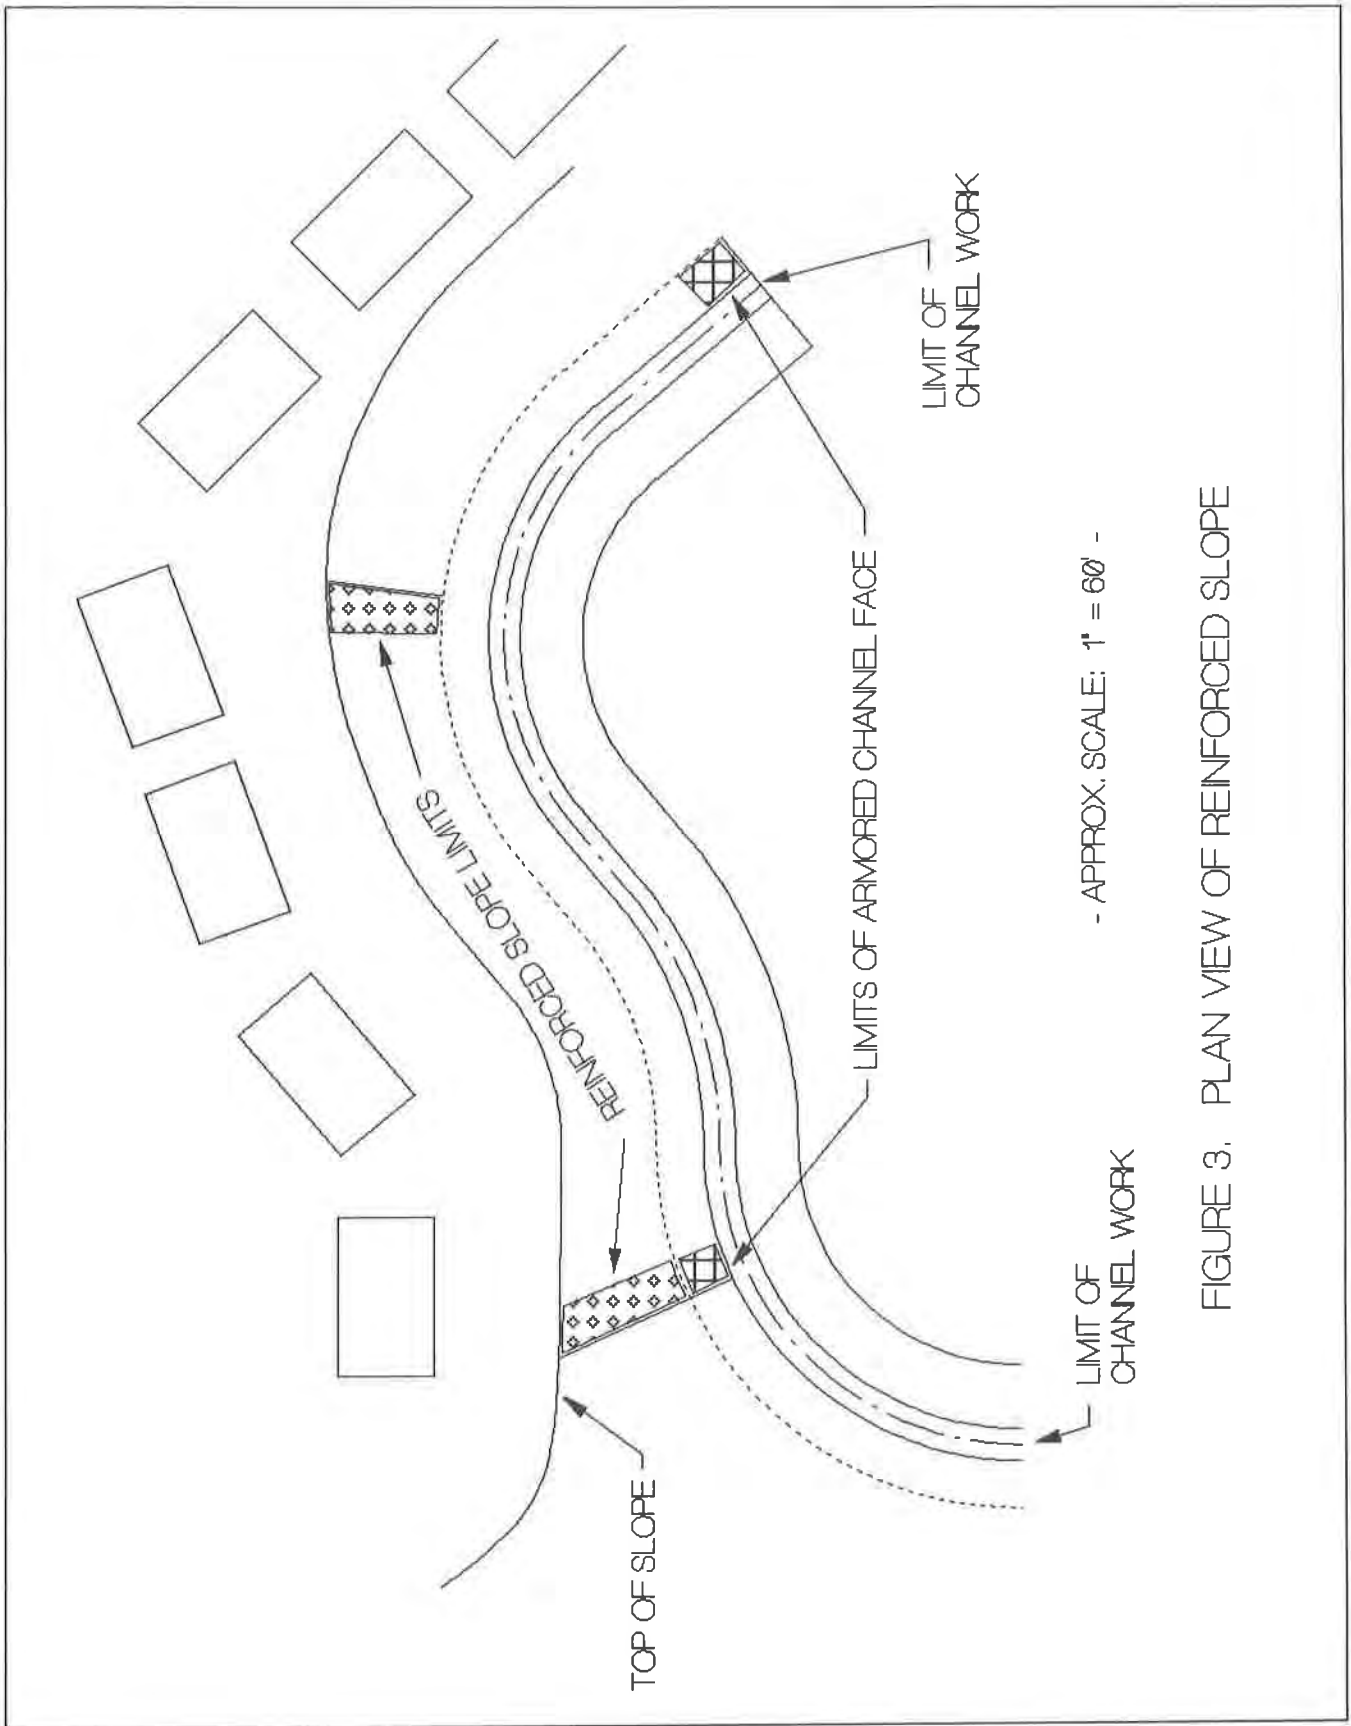 TOP OF SLOPE
REINFORCED SLOPE LIMITS
LIMIT OF
CHANNEL WORK
LIMITS OF ARMORED CHANNEL FACE
LIMIT OF
CHANNEL WORK
- APPROX. SCALE: 1" = 60' -
FIGURE 3. PLAN VIEW OF REINFORCED SLOPE